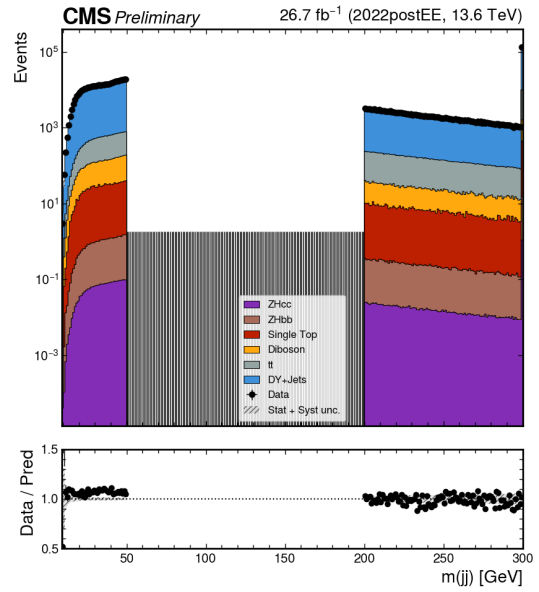 CMS Preliminary 26.7 fb⁻¹ (2022postEE, 13.6 TeV)
Events
10⁵
10³
10¹
10⁻¹
10⁻³
ZHcc
ZHbb
Single Top
Diboson
tt
DY+Jets
Data
Stat + Syst unc.
Data / Pred
1.5
1.0
0.5
50 100 150 200 250 300
m(jj) [GeV]